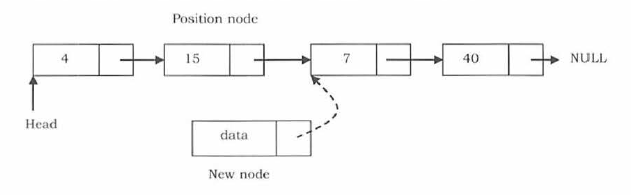 Position node
4 15 7 40 NULL
Head
data
New node